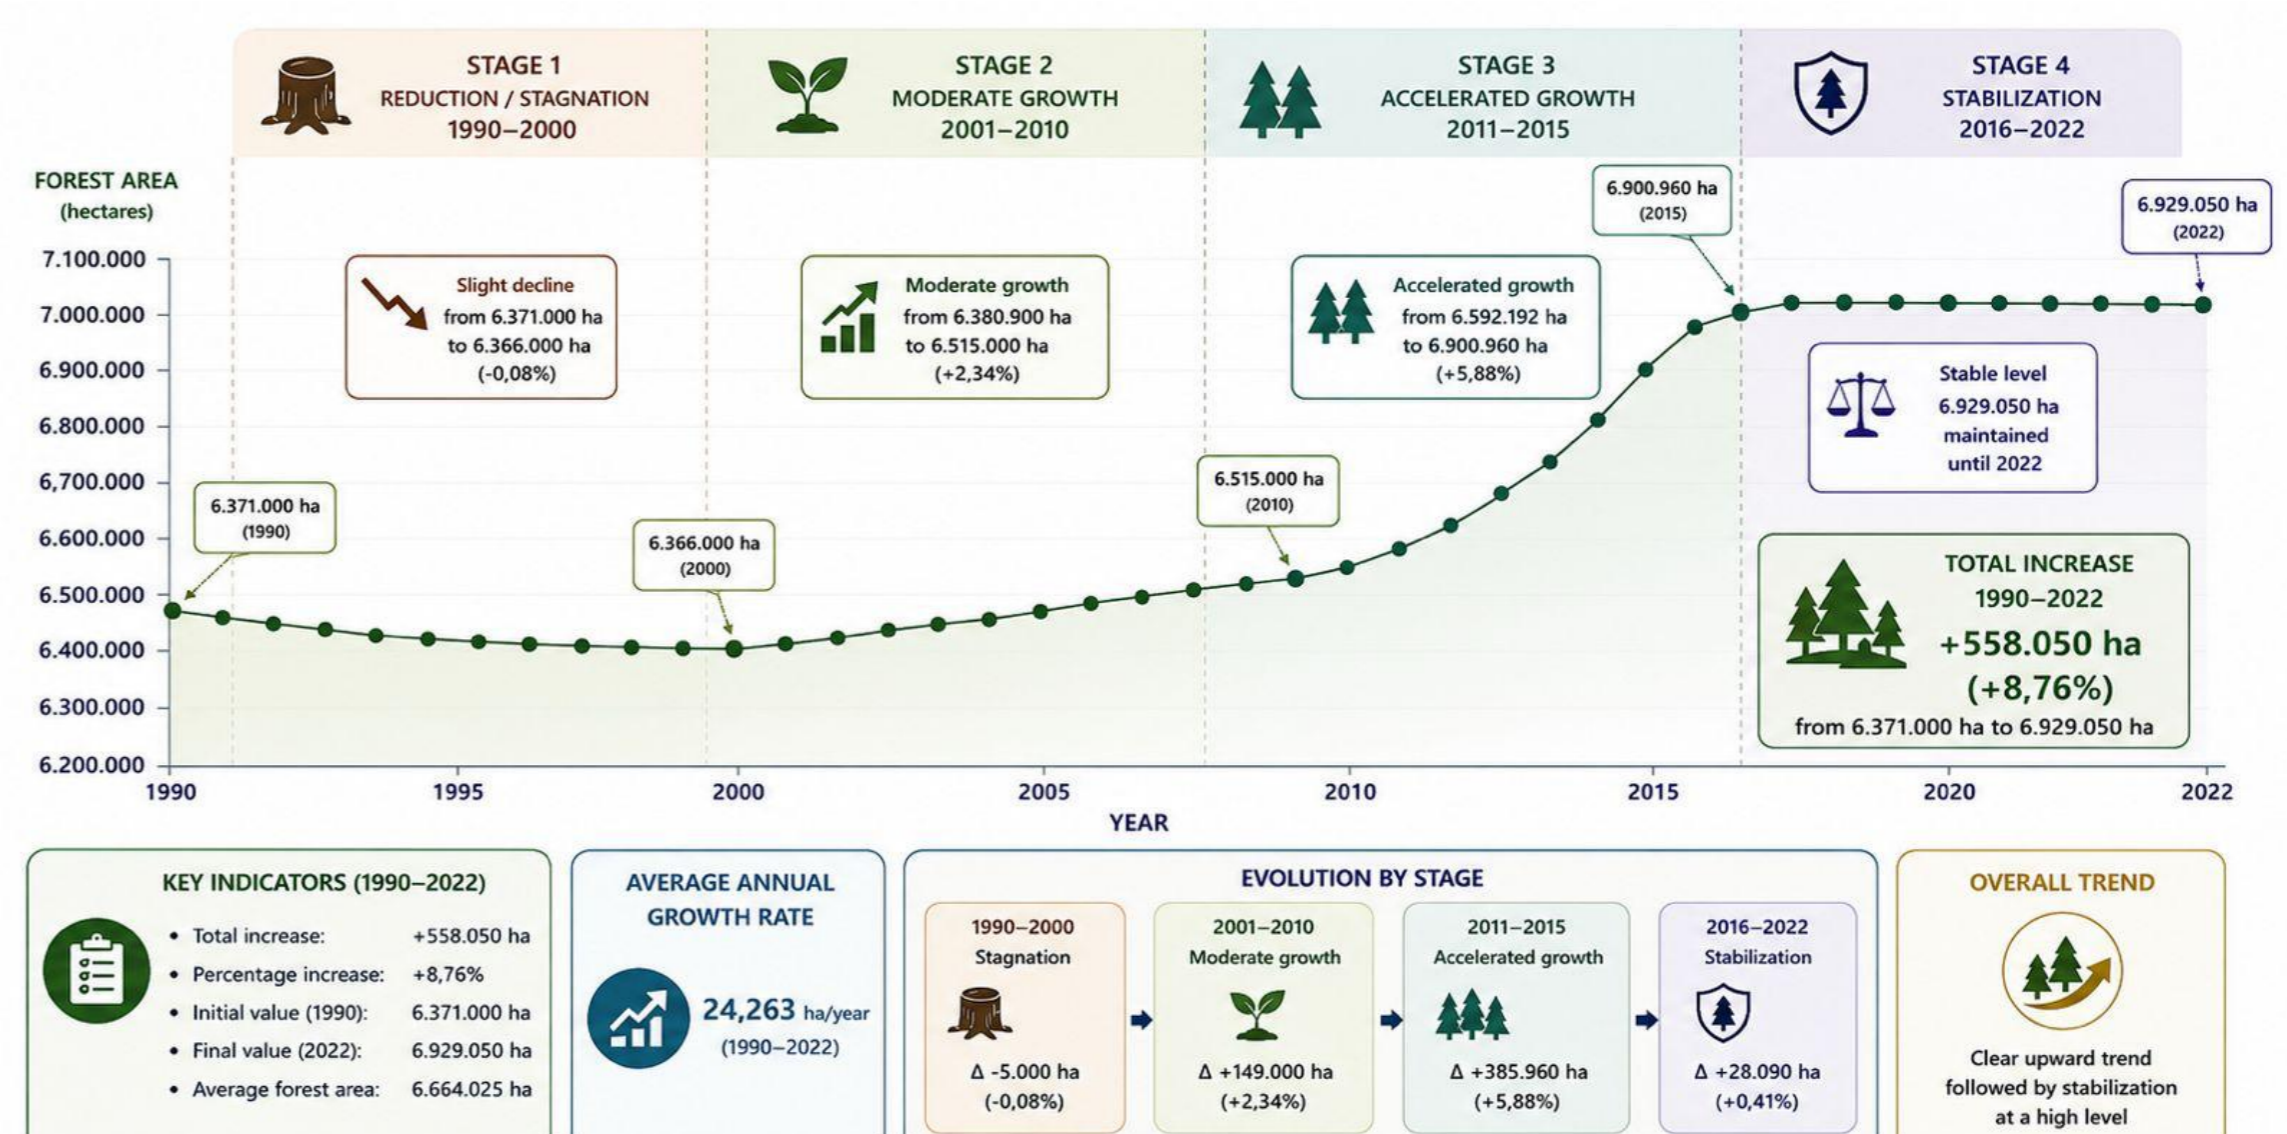 STAGE 1
REDUCTION / STAGNATION
1990–2000
STAGE 2
MODERATE GROWTH
2001–2010
STAGE 3
ACCELERATED GROWTH
2011–2015
STAGE 4
STABILIZATION
2016–2022
FOREST AREA
(hectares)
7.100.000
7.000.000
6.900.000
6.800.000
6,700.000
6.600.000
6.500.000
6.400.000
6.300.000
6.200.000
6.371.000 ha
(1990)
Slight decline
from 6.371.000 ha
to 6.366.000 ha
(-0,08%)
6.366.000 ha
(2000)
Moderate growth
from 6.380.900 ha
to 6.515.000 ha
(+2,34%)
6.515.000 ha
(2010)
Accelerated growth
from 6.592.192 ha
to 6.900.960 ha
(+5,88%)
6.900.960 ha
(2015)
6.929.050 ha
(2022)
Stable level
6.929.050 ha
maintained
until 2022
TOTAL INCREASE
1990–2022
+558.050 ha
(+8,76%)
from 6.371.000 ha to 6.929.050 ha
1990
1995
2000
2005
2010
2015
2020
2022
YEAR
KEY INDICATORS (1990–2022)
• Total increase: +558.050 ha
• Percentage increase: +8,76%
• Initial value (1990): 6.371.000 ha
• Final value (2022): 6.929.050 ha
• Average forest area: 6.664.025 ha
AVERAGE ANNUAL
GROWTH RATE
24,263 ha/year
(1990–2022)
EVOLUTION BY STAGE
1990–2000
Stagnation
Δ -5.000 ha
(-0,08%)
2001–2010
Moderate growth
Δ +149.000 ha
(+2,34%)
2011–2015
Accelerated growth
Δ +385.960 ha
(+5,88%)
2016–2022
Stabilization
Δ +28.090 ha
(+0,41%)
OVERALL TREND
Clear upward trend
followed by stabilization
at a high level